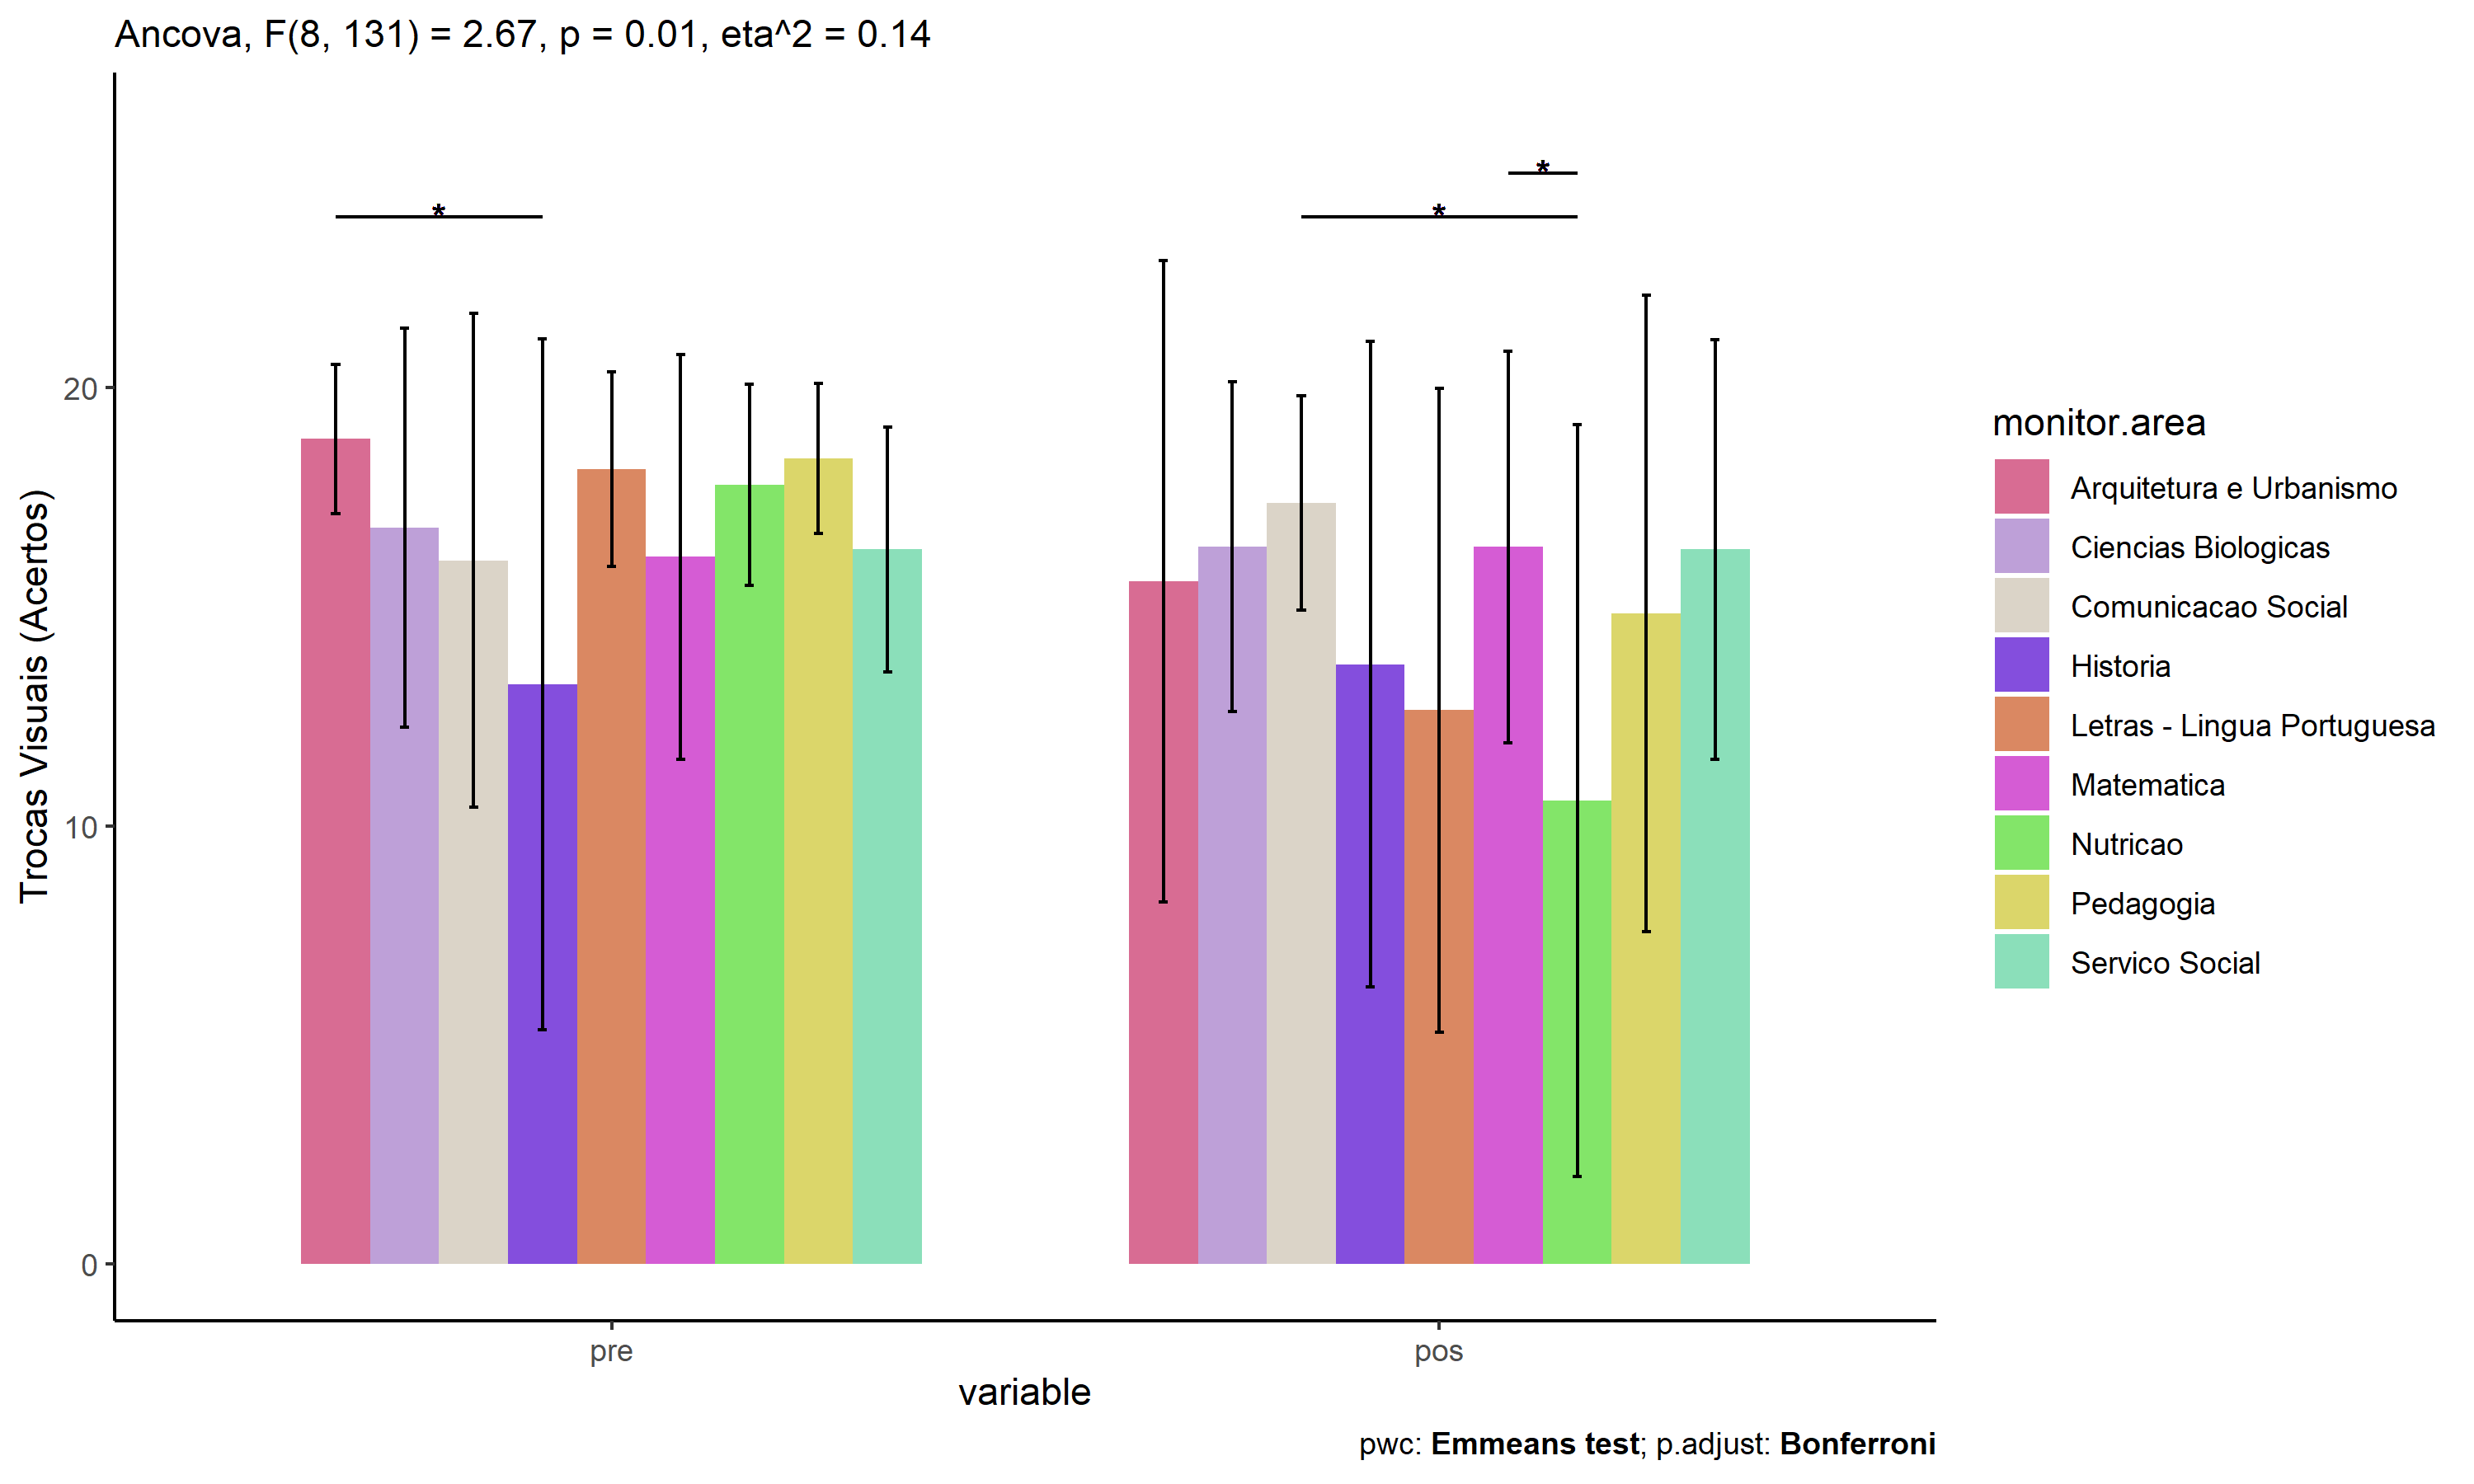 Ancova, F(8, 131) = 2.67, p = 0.01, eta^2 = 0.14
*
*
*
Trocas Visuais (Acertos)
20
10
0
pre
pos
variable
monitor.area
Arquitetura e Urbanismo
Ciencias Biologicas
Comunicacao Social
Historia
Letras - Lingua Portuguesa
Matematica
Nutricao
Pedagogia
Servico Social
pwc: Emmeans test; p.adjust: Bonferroni